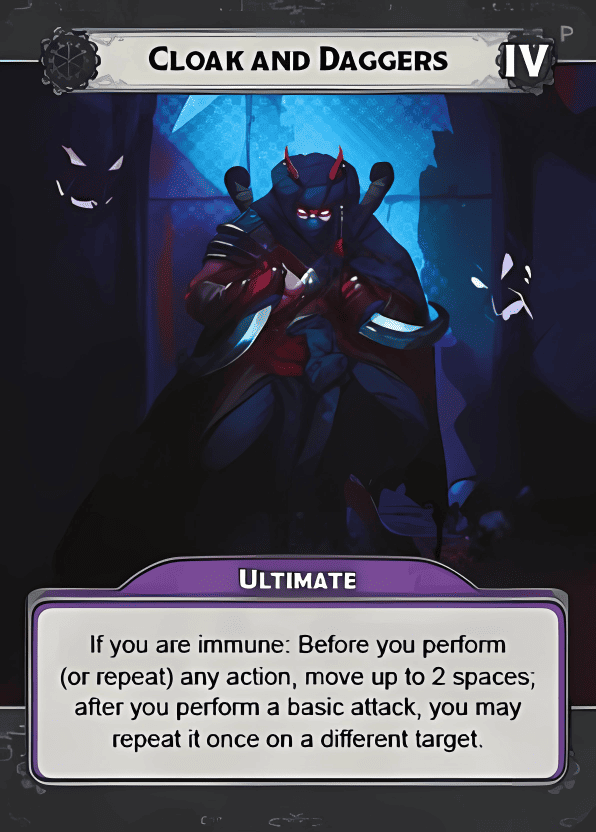 CLOAK AND DAGGERS
IV
P
ULTIMATE
If you are immune: Before you perform
(or repeat) any action, move up to 2 spaces;
after you perform a basic attack, you may
repeat it once on a different target.